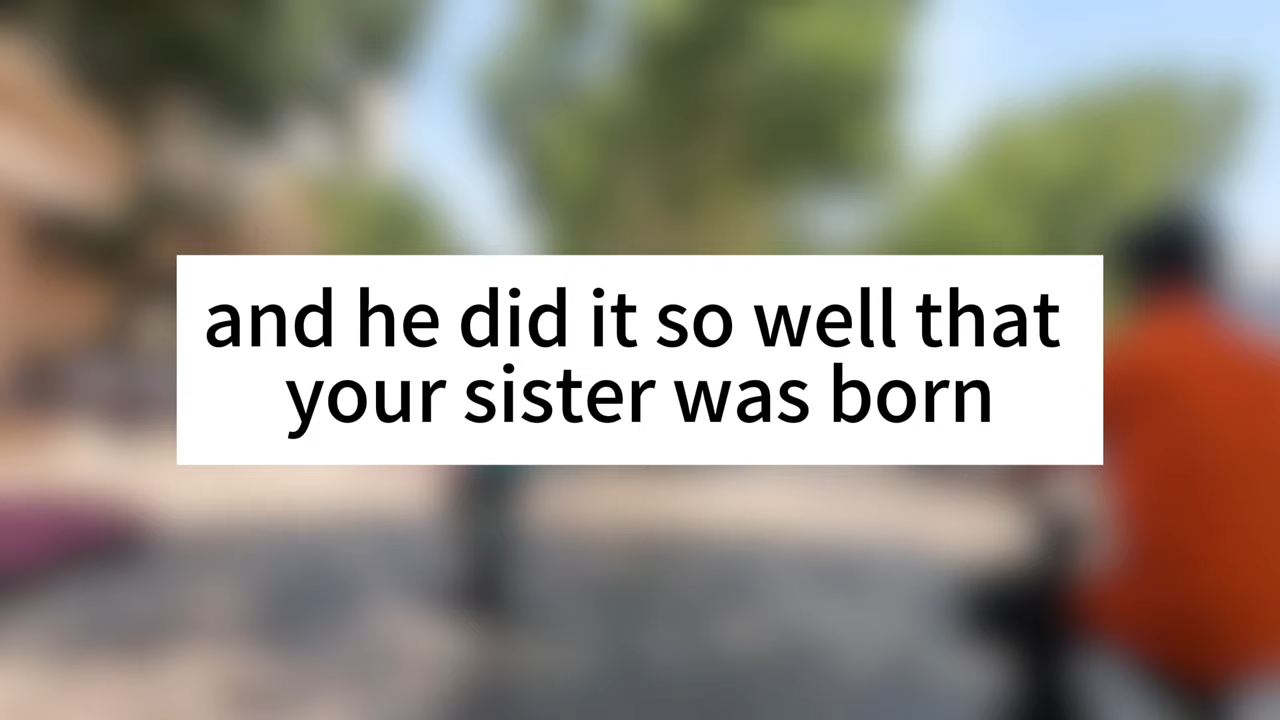 and he did it so well that
your sister was born